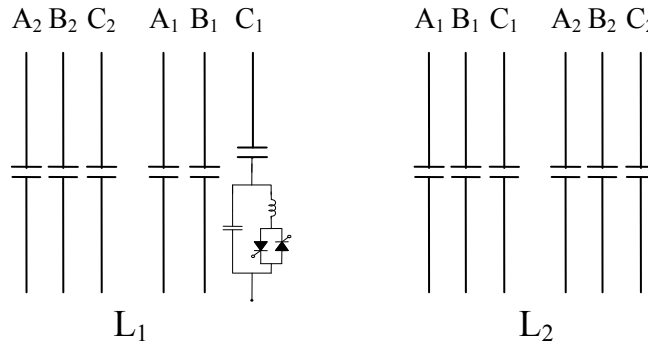 A₂ B₂ C₂ A₁ B₁ C₁ A₁ B₁ C₁ A₂ B₂ C₂
L₁ L₂